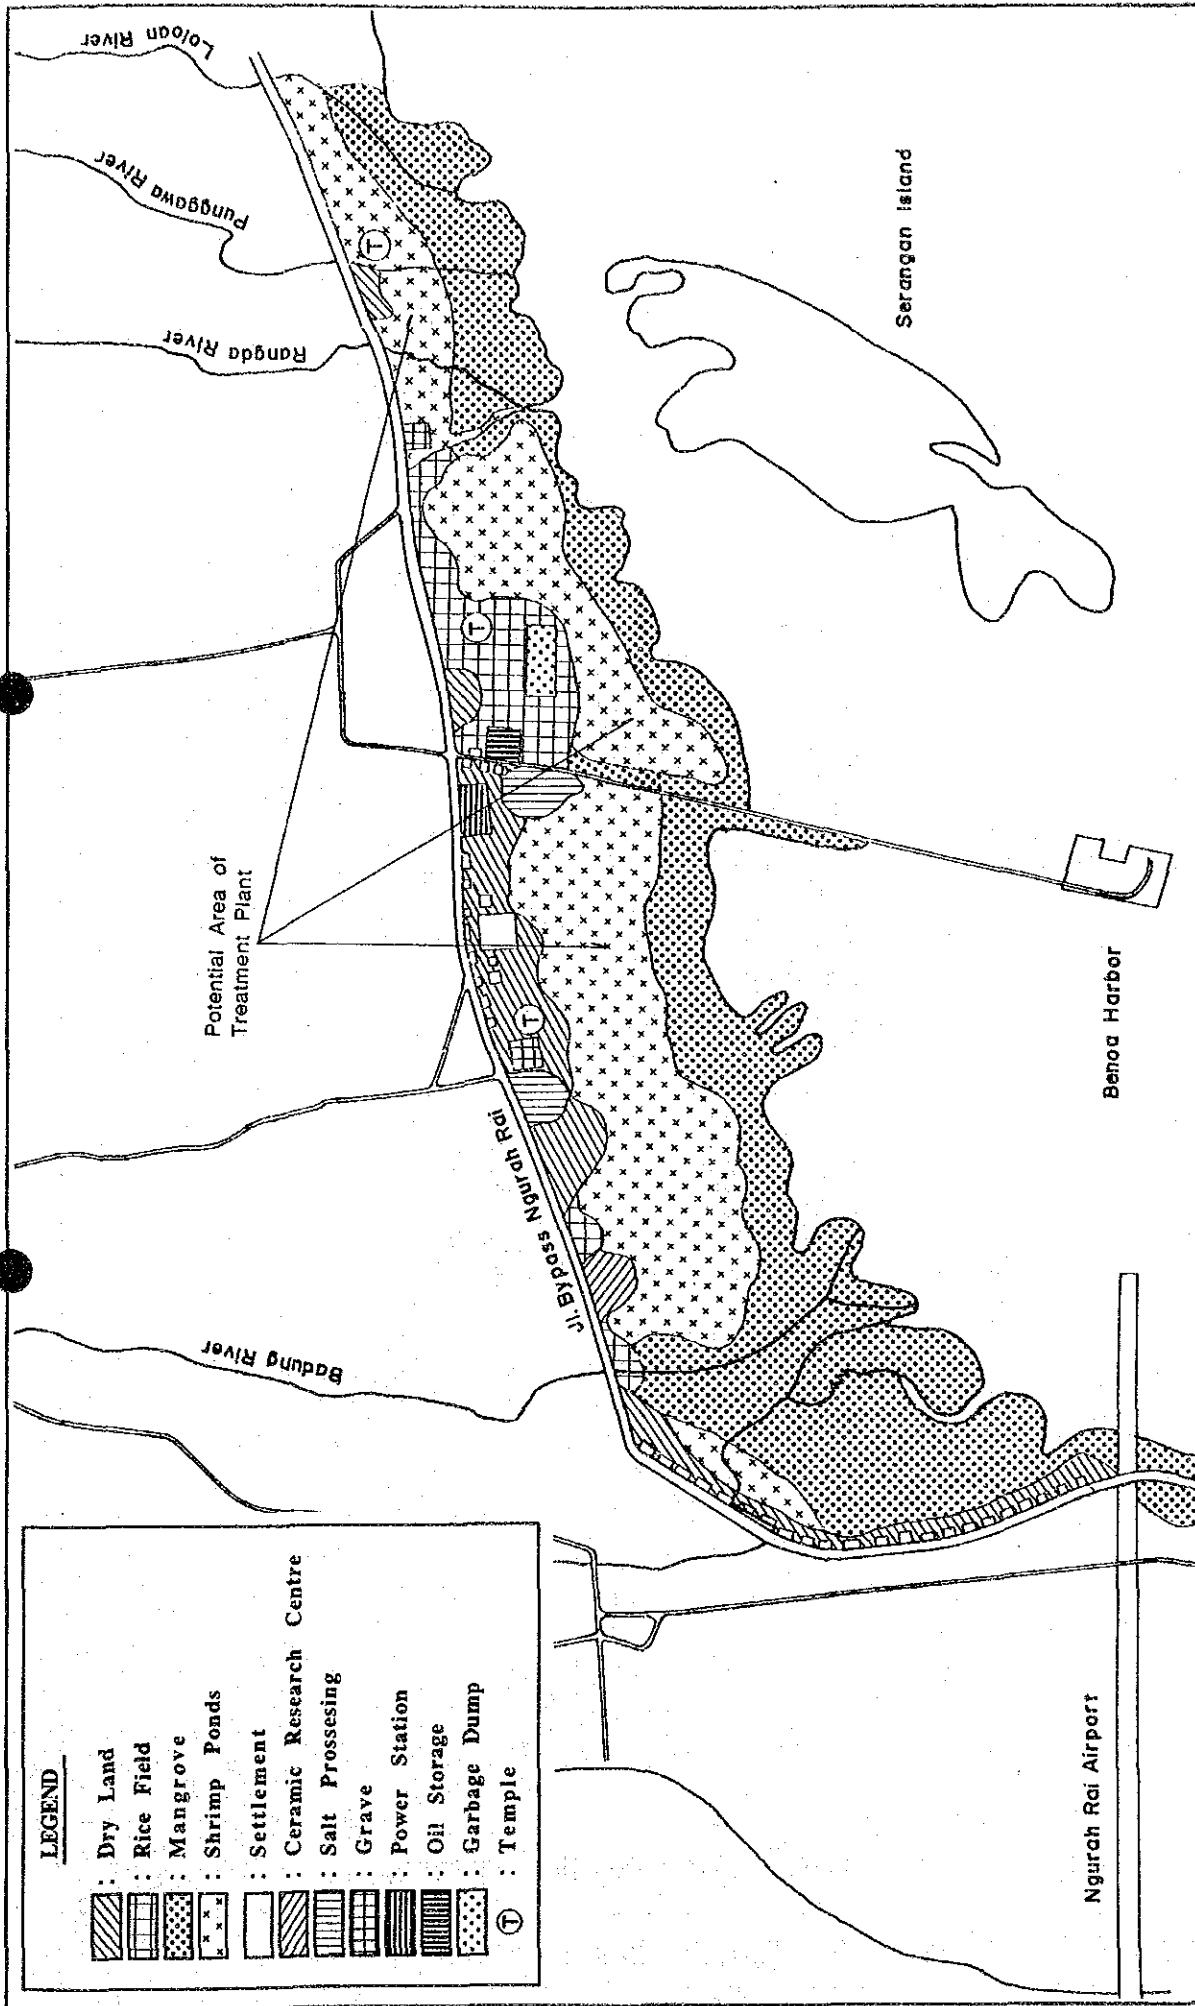 Loloan River
Punggawa River
Rangda River
Serangan Island
Potential Area of
Treatment Plant
Jl. Bypass Ngurah Rai
Benoa Harbor
Badung River
Ngurah Rai Airport
LEGEND
: Dry Land
: Rice Field
: Mangrove
: Shrimp Ponds
: Settlement
: Ceramic Research Centre
: Salt Prossesing
: Grave
: Power Station
: Oil Storage
: Garbage Dump
T : Temple
T
T
T